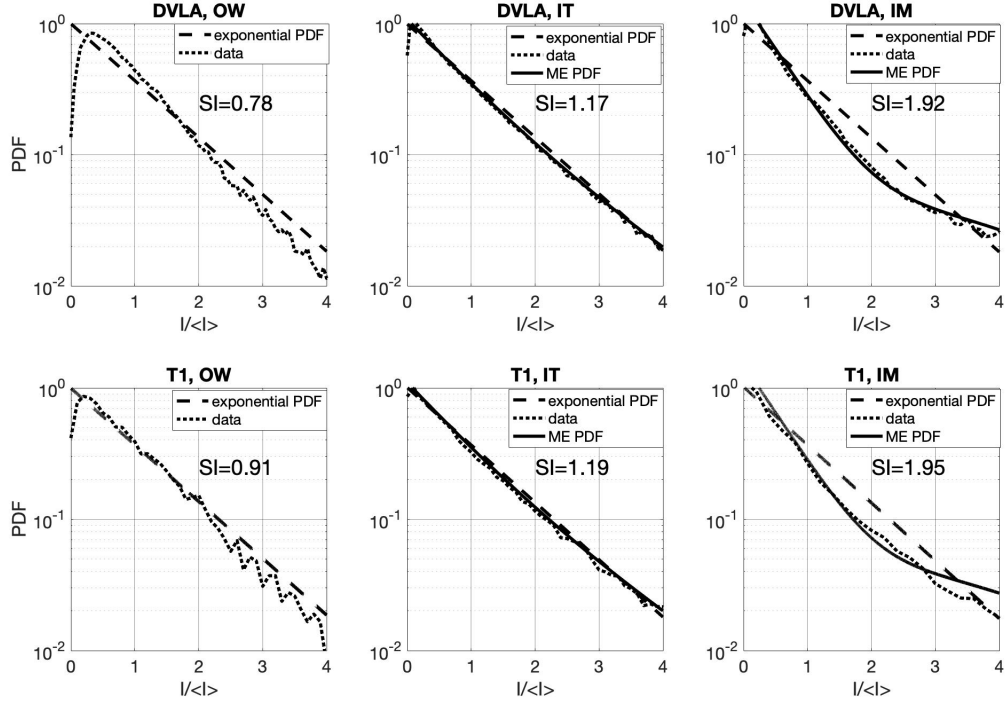 DVLA, OW
10^0
10^-1
10^-2
PDF
exponential PDF
data
SI=0.78
0 1 2 3 4
I/<I>
DVLA, IT
10^0
10^-1
10^-2
exponential PDF
data
ME PDF
SI=1.17
0 1 2 3 4
I/<I>
DVLA, IM
10^0
10^-1
10^-2
exponential PDF
data
ME PDF
SI=1.92
0 1 2 3 4
I/<I>
T1, OW
10^0
10^-1
10^-2
PDF
exponential PDF
data
SI=0.91
0 1 2 3 4
I/<I>
T1, IT
10^0
10^-1
10^-2
exponential PDF
data
ME PDF
SI=1.19
0 1 2 3 4
I/<I>
T1, IM
10^0
10^-1
10^-2
exponential PDF
data
ME PDF
SI=1.95
0 1 2 3 4
I/<I>